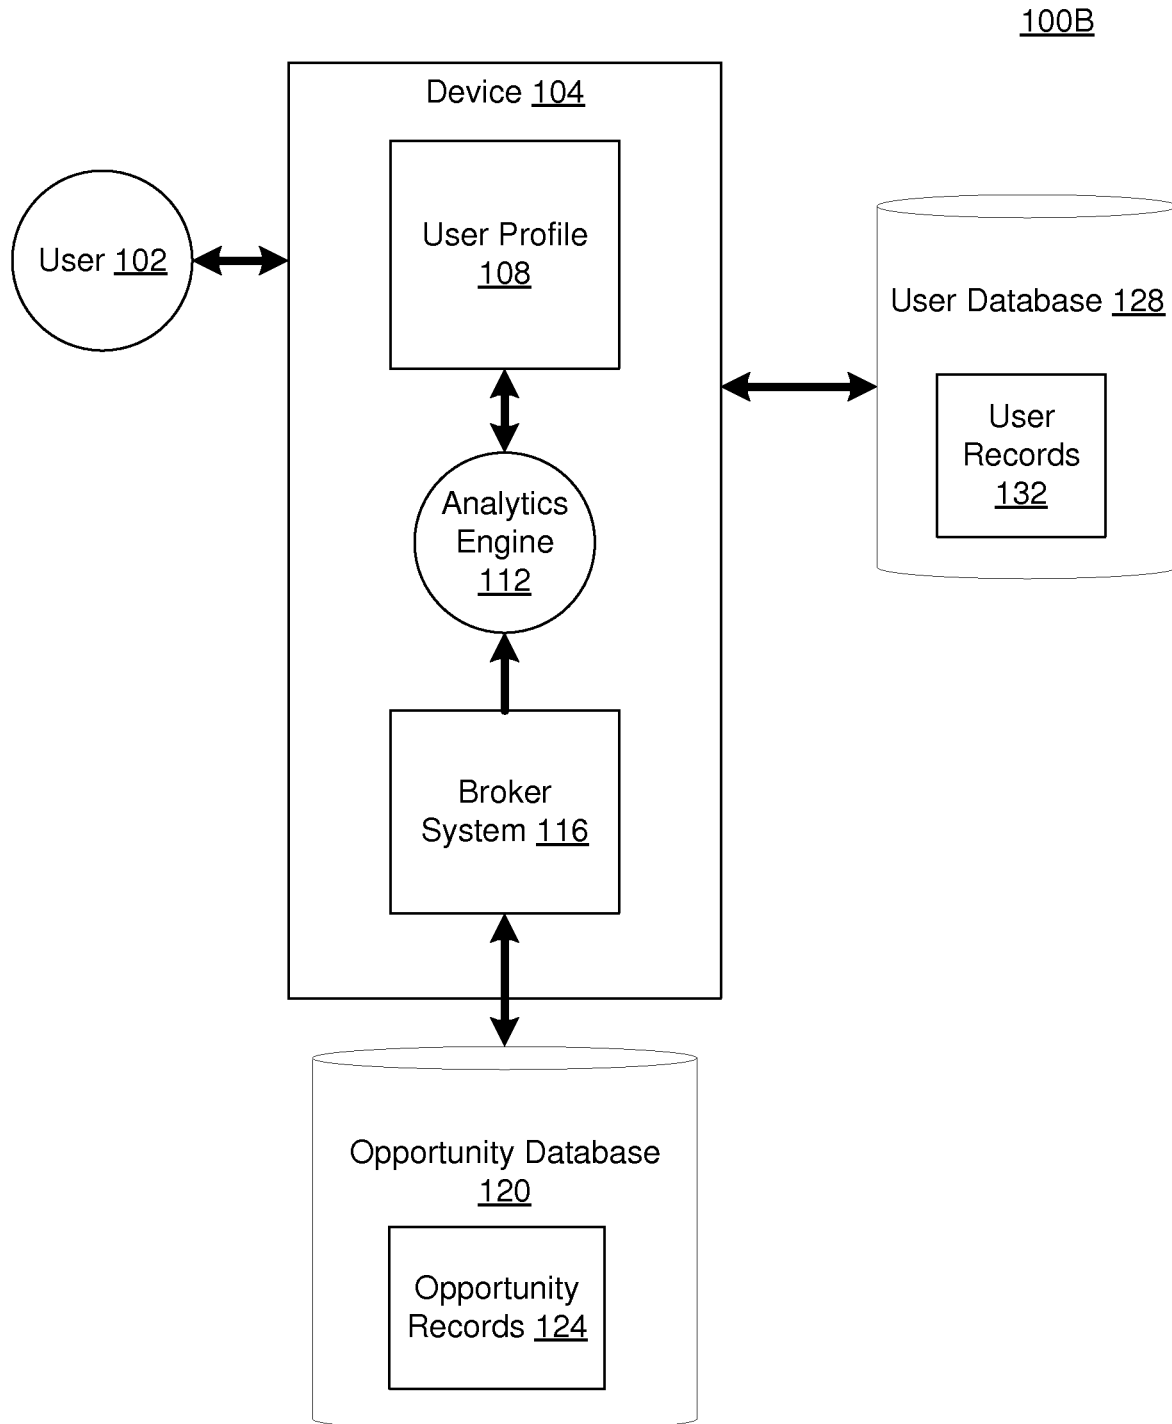 100B
Device 104
User Profile
108
User 102
User Database 128
User
Records
132
Analytics
Engine
112
Broker
System 116
Opportunity Database
120
Opportunity
Records 124